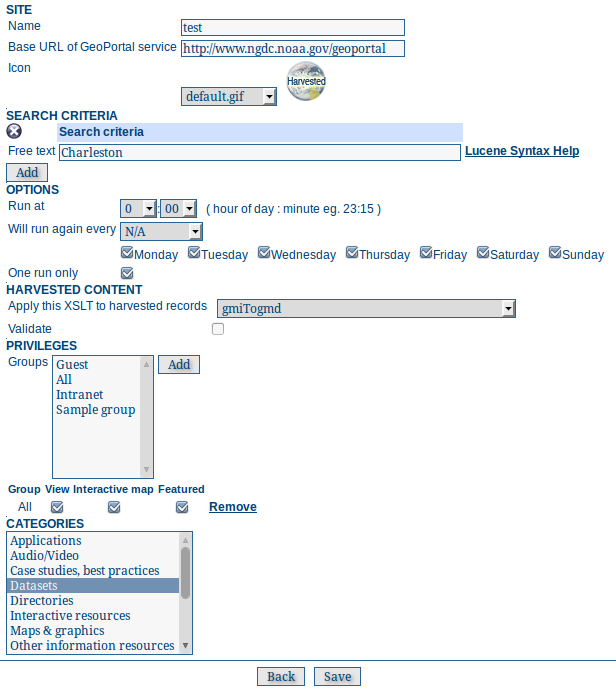 SITE
Name test
Base URL of GeoPortal service http://www.ngdc.noaa.gov/geoportal
Icon
Harvested
default.gif
SEARCH CRITERIA
Search criteria
Free text Charleston Lucene Syntax Help
Add
OPTIONS
Run at 0 : 00 ( hour of day : minute eg. 23:15 )
Will run again every N/A
Monday Tuesday Wednesday Thursday Friday Saturday Sunday
One run only
HARVESTED CONTENT
Apply this XSLT to harvested records gmiTogmd
Validate
PRIVILEGES
Groups Guest Add
All
Intranet
Sample group
Group View Interactive map Featured
All Remove
CATEGORIES
Applications
Audio/Video
Case studies, best practices
Datasets
Directories
Interactive resources
Maps & graphics
Other information resources
Back Save